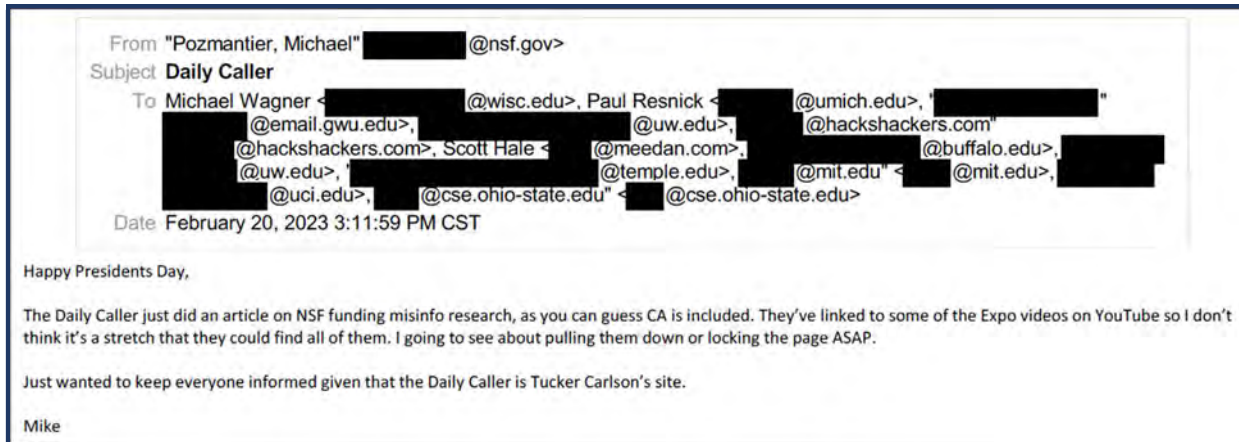 From "Pozmantier, Michael" @nsf.gov>
Subject Daily Caller
To Michael Wagner < @wisc.edu>, Paul Resnick < @umich.edu>, ' "
@email.gwu.edu>, @uw.edu>, @hackshackers.com"
@hackshackers.com>, Scott Hale < @meedan.com>, @buffalo.edu>,
@uw.edu>, ' @temple.edu>, @mit.edu" < @mit.edu>,
@uci.edu>, @cse.ohio-state.edu" < @cse.ohio-state.edu>
Date February 20, 2023 3:11:59 PM CST
Happy Presidents Day,
The Daily Caller just did an article on NSF funding misinfo research, as you can guess CA is included. They've linked to some of the Expo videos on YouTube so I don't
think it's a stretch that they could find all of them. I going to see about pulling them down or locking the page ASAP.
Just wanted to keep everyone informed given that the Daily Caller is Tucker Carlson's site.
Mike